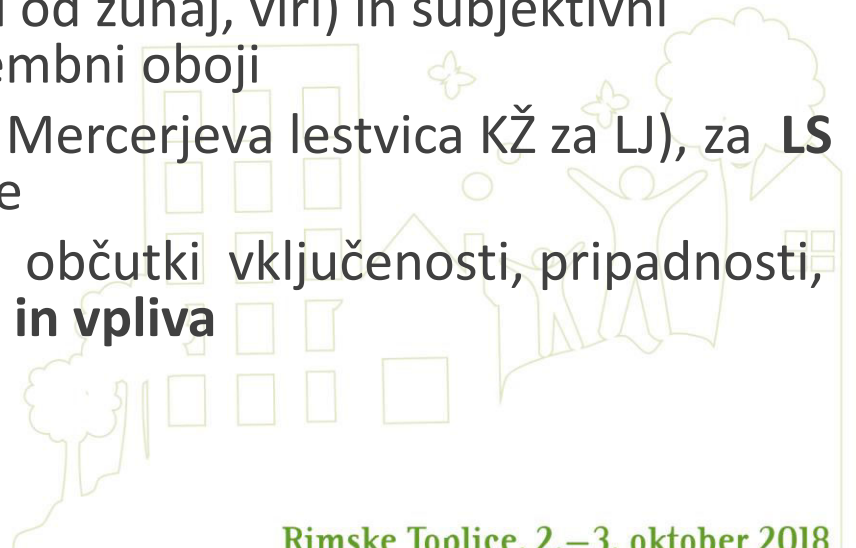 od zunaj, viri) in subjektivni
embni oboji
Mercerjeva lestvica KŽ za LJ), za LS
e
občutki vključenosti, pripadnosti,
in vpliva
Rimske Toplice, 2.–3. oktober 2018